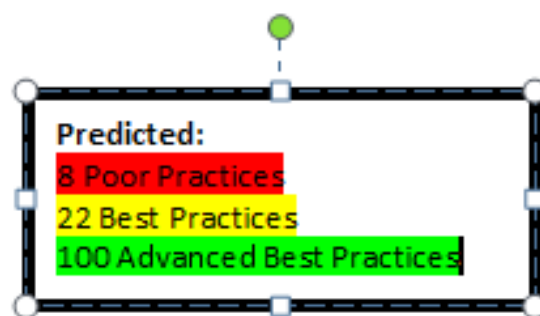 Predicted:
8 Poor Practices
22 Best Practices
100 Advanced Best Practices